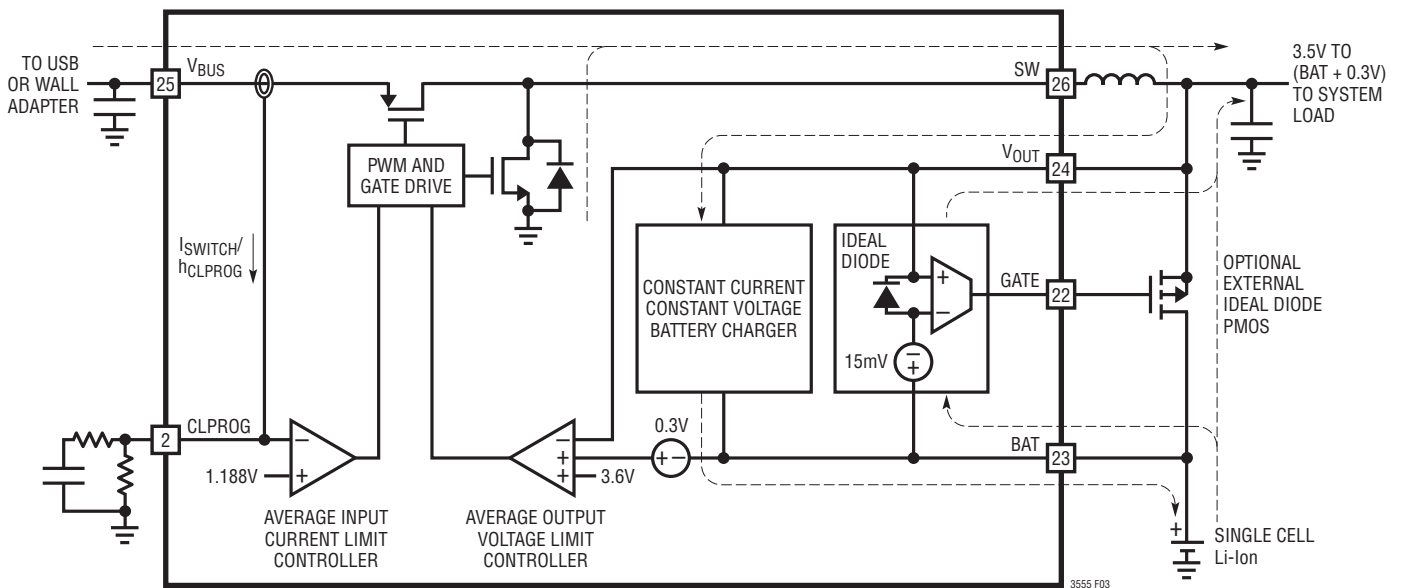 TO USB
OR WALL
ADAPTER
25
VBUS
SW
26
3.5V TO
(BAT + 0.3V)
TO SYSTEM
LOAD
PWM AND
GATE DRIVE
VOUT
24
ISWITCH/
hCLPROG
CONSTANT CURRENT
CONSTANT VOLTAGE
BATTERY CHARGER
IDEAL
DIODE
+
–
15mV
–
+
GATE
22
OPTIONAL
EXTERNAL
IDEAL DIODE
PMOS
2
CLPROG
–
1.188V
+
AVERAGE INPUT
CURRENT LIMIT
CONTROLLER
–
+
+
3.6V
0.3V
+ –
AVERAGE OUTPUT
VOLTAGE LIMIT
CONTROLLER
BAT
23
+
SINGLE CELL
Li-Ion
3555 F03